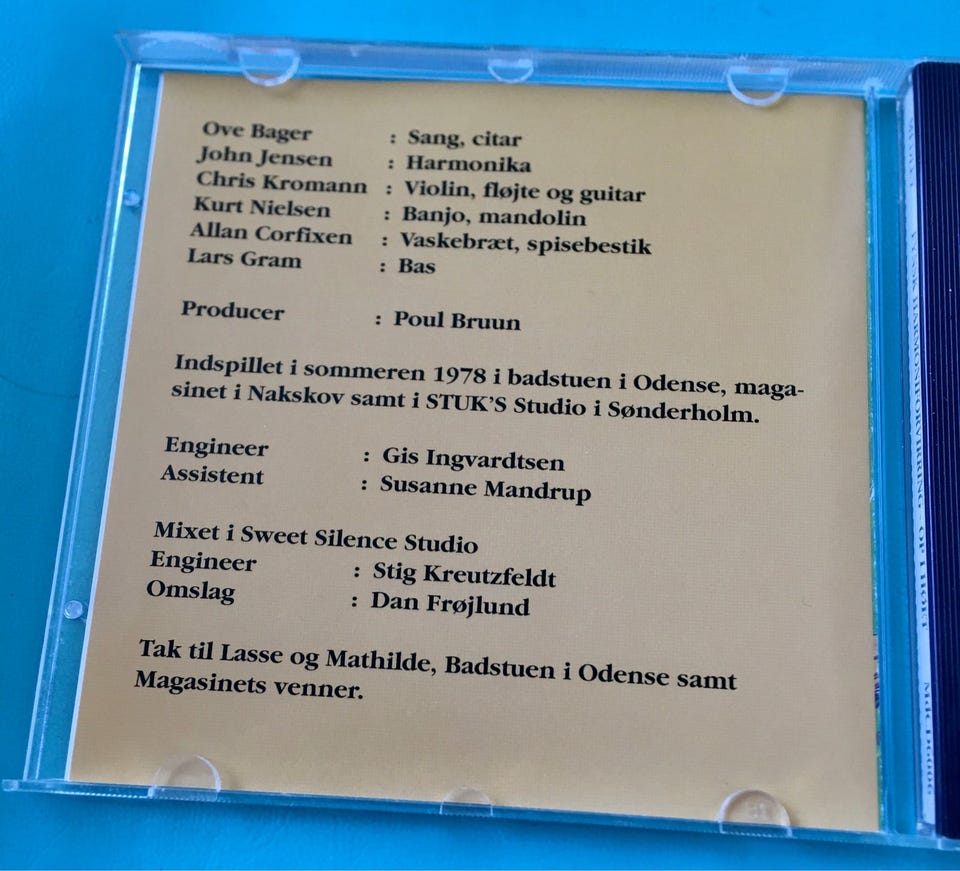 Ove Bager : Sang, citar
John Jensen : Harmonika
Chris Kromann : Violin, fløjte og guitar
Kurt Nielsen : Banjo, mandolin
Allan Corfixen : Vaskebræt, spisebestik
Lars Gram : Bas
Producer : Poul Bruun
Indspillet i sommeren 1978 i badstuen i Odense, maga-
sinet i Nakskov samt i STUK'S Studio i Sønderholm.
Engineer : Gis Ingvardtsen
Assistent : Susanne Mandrup
Mixet i Sweet Silence Studio
Engineer : Stig Kreutzfeldt
Omslag : Dan Frøjlund
Tak til Lasse og Mathilde, Badstuen i Odense samt
Magasinets venner.